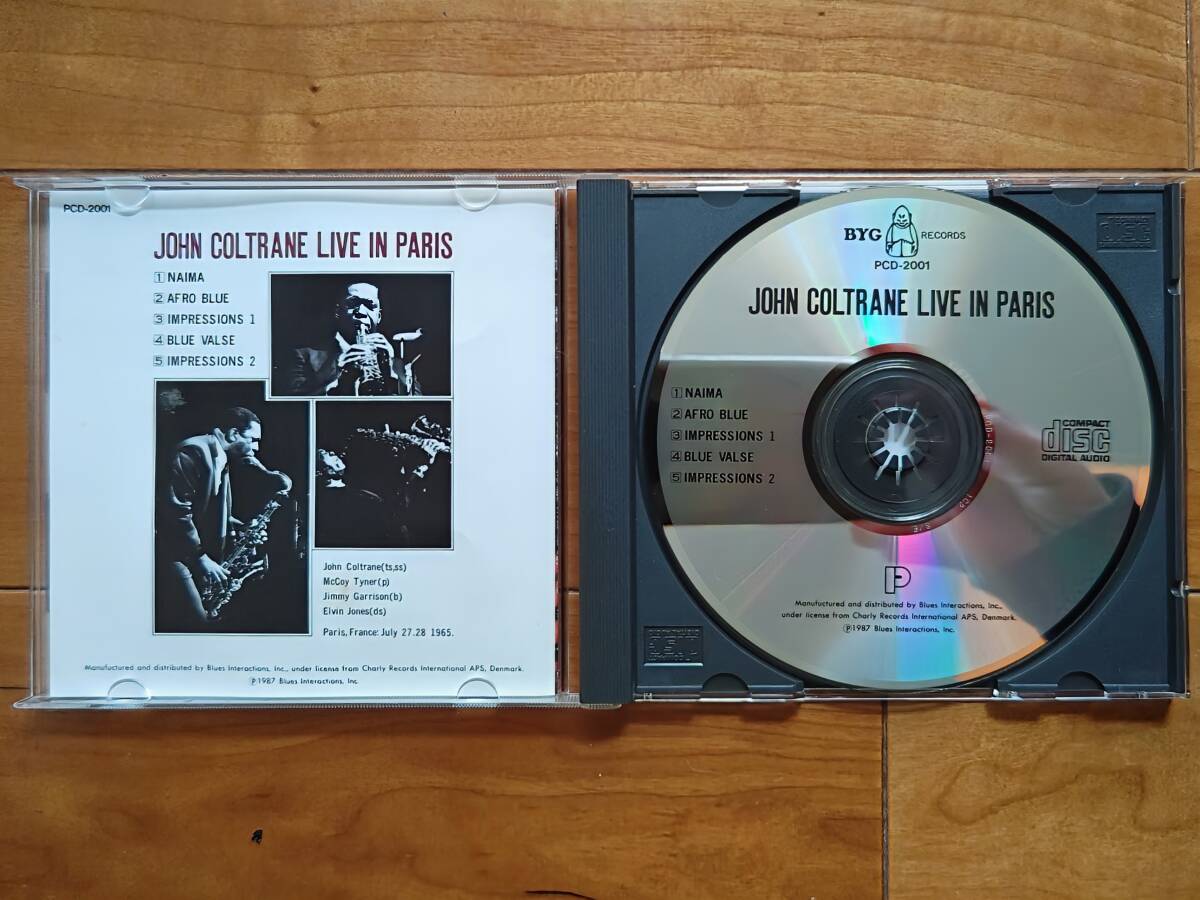 PCD-2001
JOHN COLTRANE LIVE IN PARIS
1 NAIMA
2 AFRO BLUE
3 IMPRESSIONS 1
4 BLUE VALSE
5 IMPRESSIONS 2
John Coltrane(ts,ss)
McCoy Tyner(p)
Jimmy Garrison(b)
Elvin Jones(ds)
Paris, France: July 27.28 1965.
Manufuctured and distributed by Blues Interactions, Inc., under license from Charly Records International APS, Denmark.
Ⓟ1987 Blues Interactions, Inc.
BYG RECORDS
PCD-2001
JOHN COLTRANE LIVE IN PARIS
1 NAIMA
2 AFRO BLUE
3 IMPRESSIONS 1
4 BLUE VALSE
5 IMPRESSIONS 2
COMPACT
disc
DIGITAL AUDIO
P
Manufuctured and distributed by Blues Interactions, Inc.,
under license from Charly Records International APS, Denmark.
Ⓟ1987 Blues Interactions, Inc.